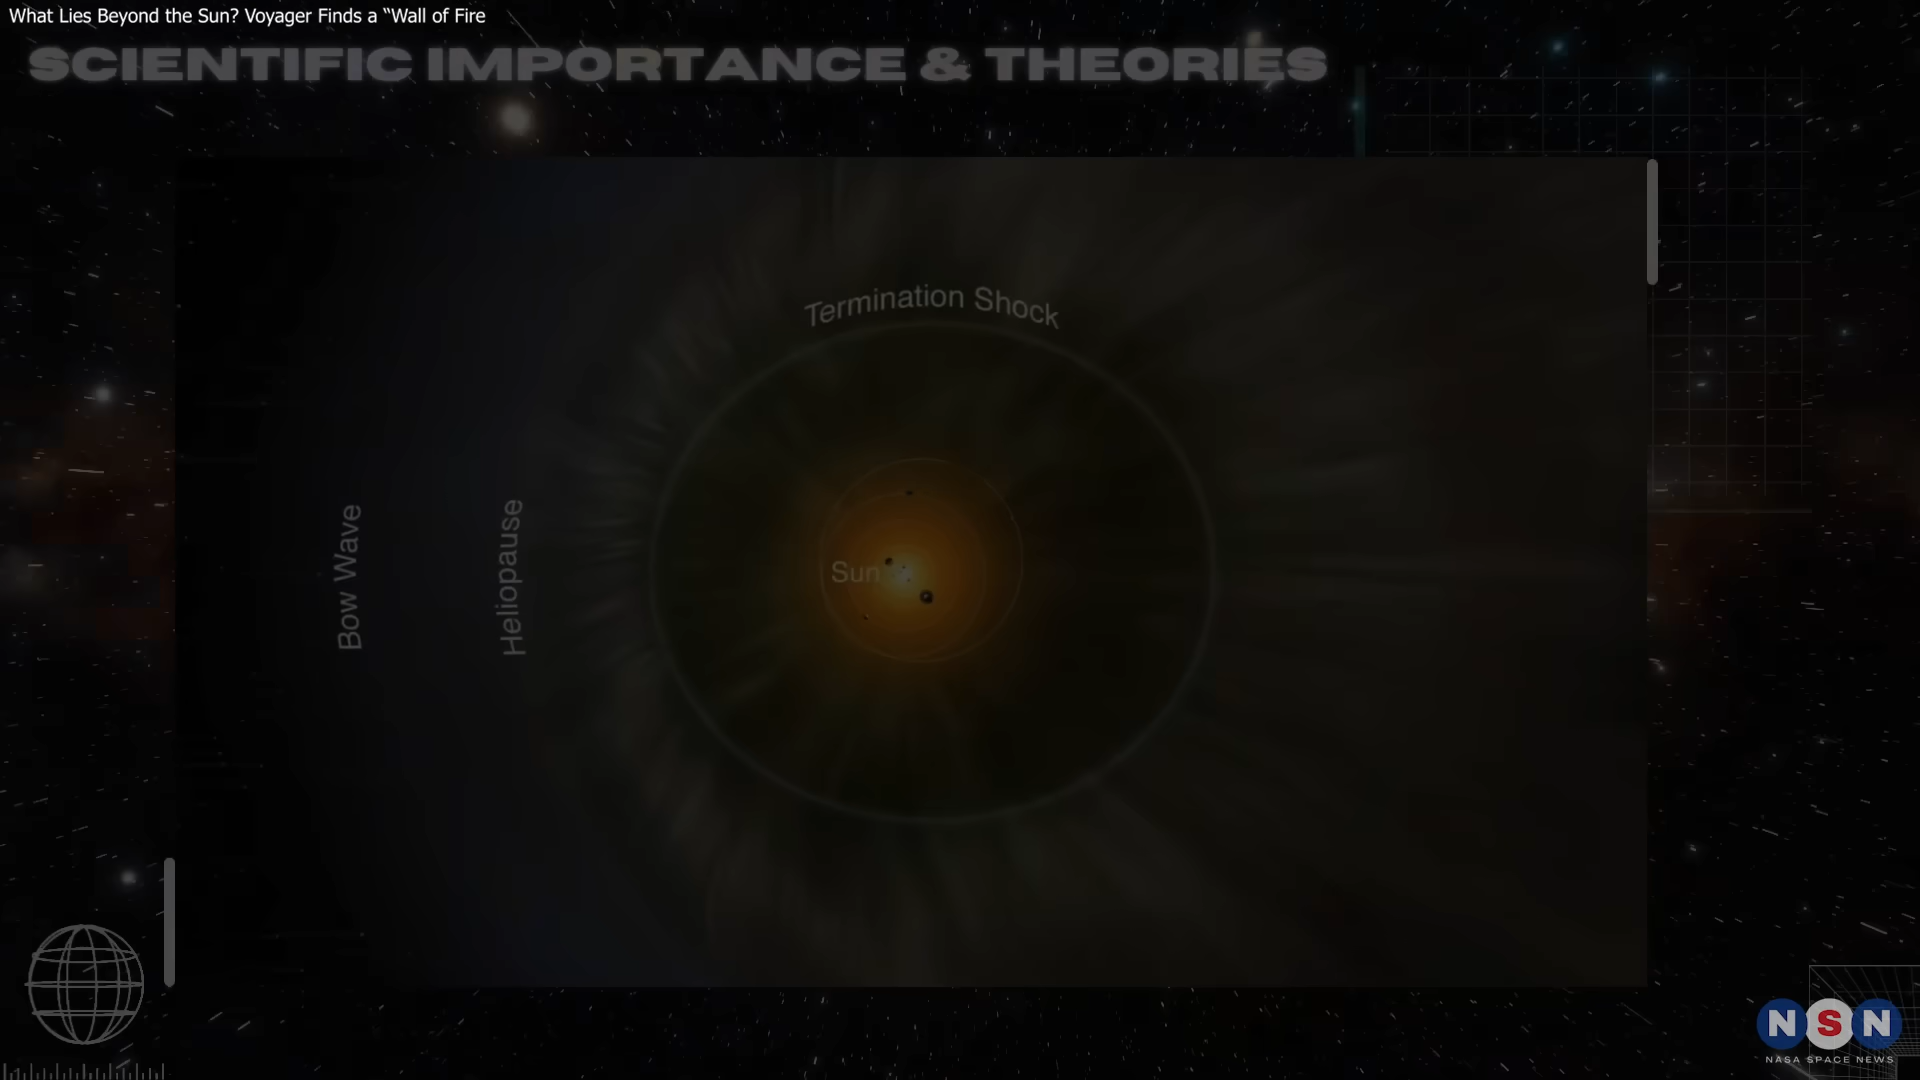 What Lies Beyond the Sun? Voyager Finds a “Wall of Fire
SCIENTIFIC IMPORTANCE & THEORIES
Termination Shock
Bow Wave
Heliopause
Sun
NSN
NASA SPACE NEWS